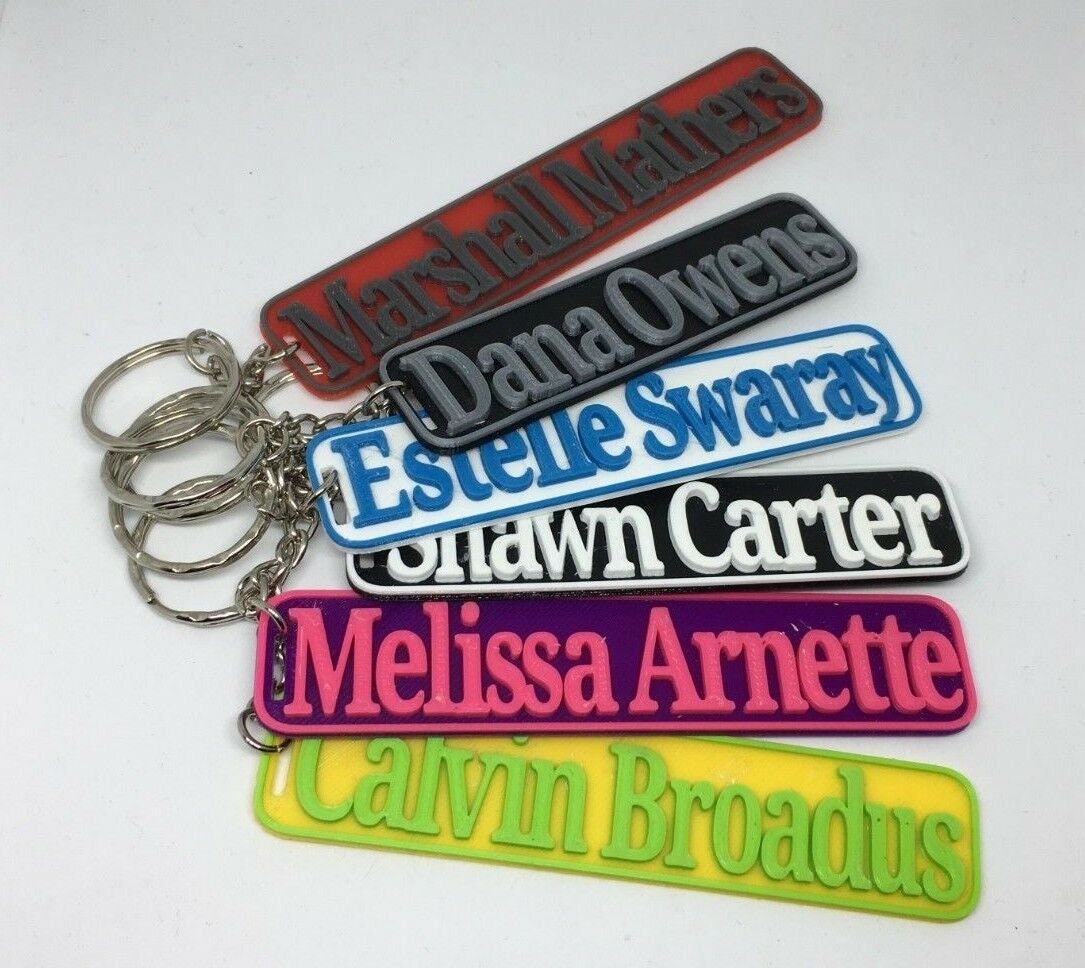 Marshall Mathers
Dana Owens
Estelle Swaray
Shawn Carter
Melissa Arnette
Calvin Broadus